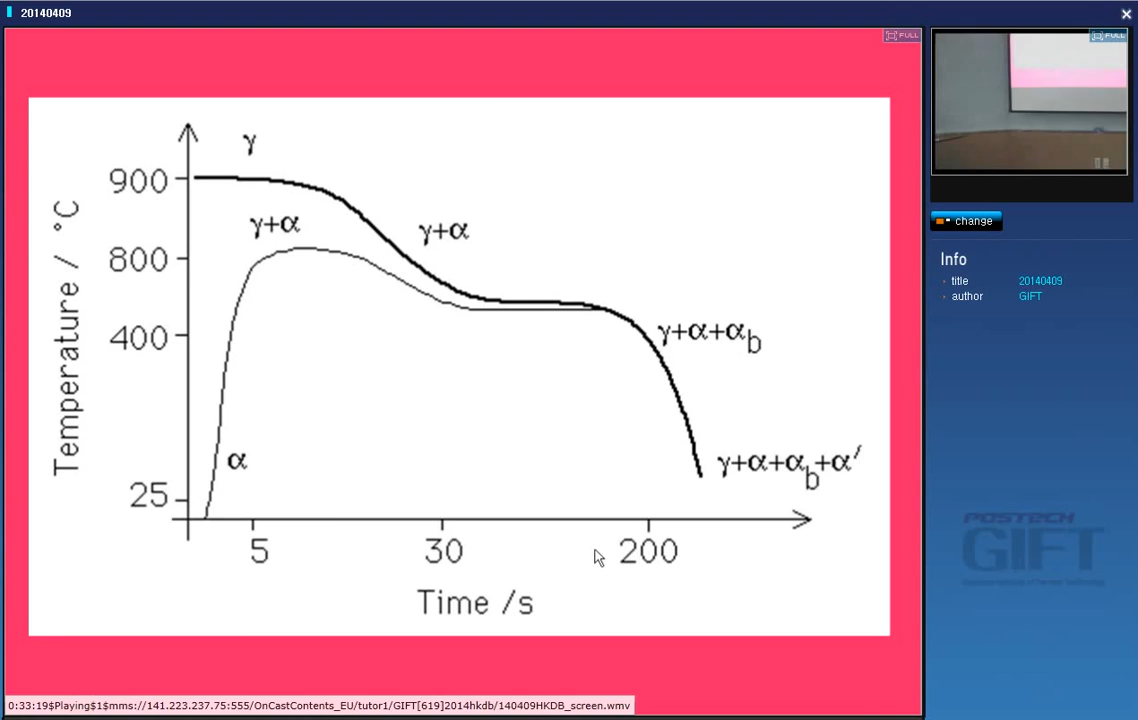 20140409
FULL
FULL
γ
900
γ+α
γ+α
800
γ+α+αb
400
α
γ+α+αb+α′
25
Temperature / °C
5
30
200
Time /s
change
Info
title 20140409
author GIFT
POSTECH
GIFT
0:33:19$Playing$1$mms://141.223.237.75:555/OnCastContents_EU/tutor1/GIFT[619]2014hkdb/140409HKDB_screen.wmv